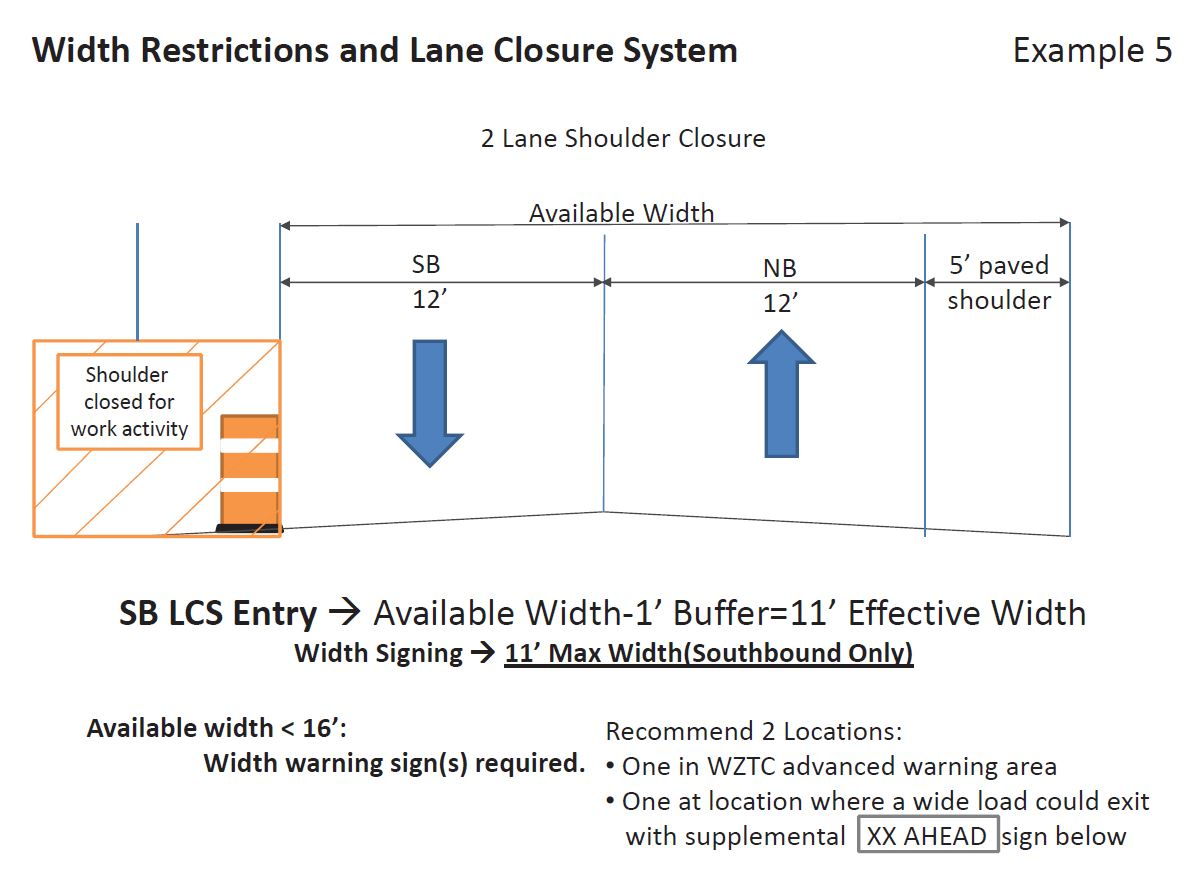 Width Restrictions and Lane Closure System
Example 5
2 Lane Shoulder Closure
Available Width
SB
12’
NB
12’
5’ paved
shoulder
Shoulder
closed for
work activity
SB LCS Entry → Available Width-1’ Buffer=11’ Effective Width
Width Signing → 11’ Max Width(Southbound Only)
Available width < 16’:
Width warning sign(s) required.
Recommend 2 Locations:
• One in WZTC advanced warning area
• One at location where a wide load could exit
with supplemental XX AHEAD sign below